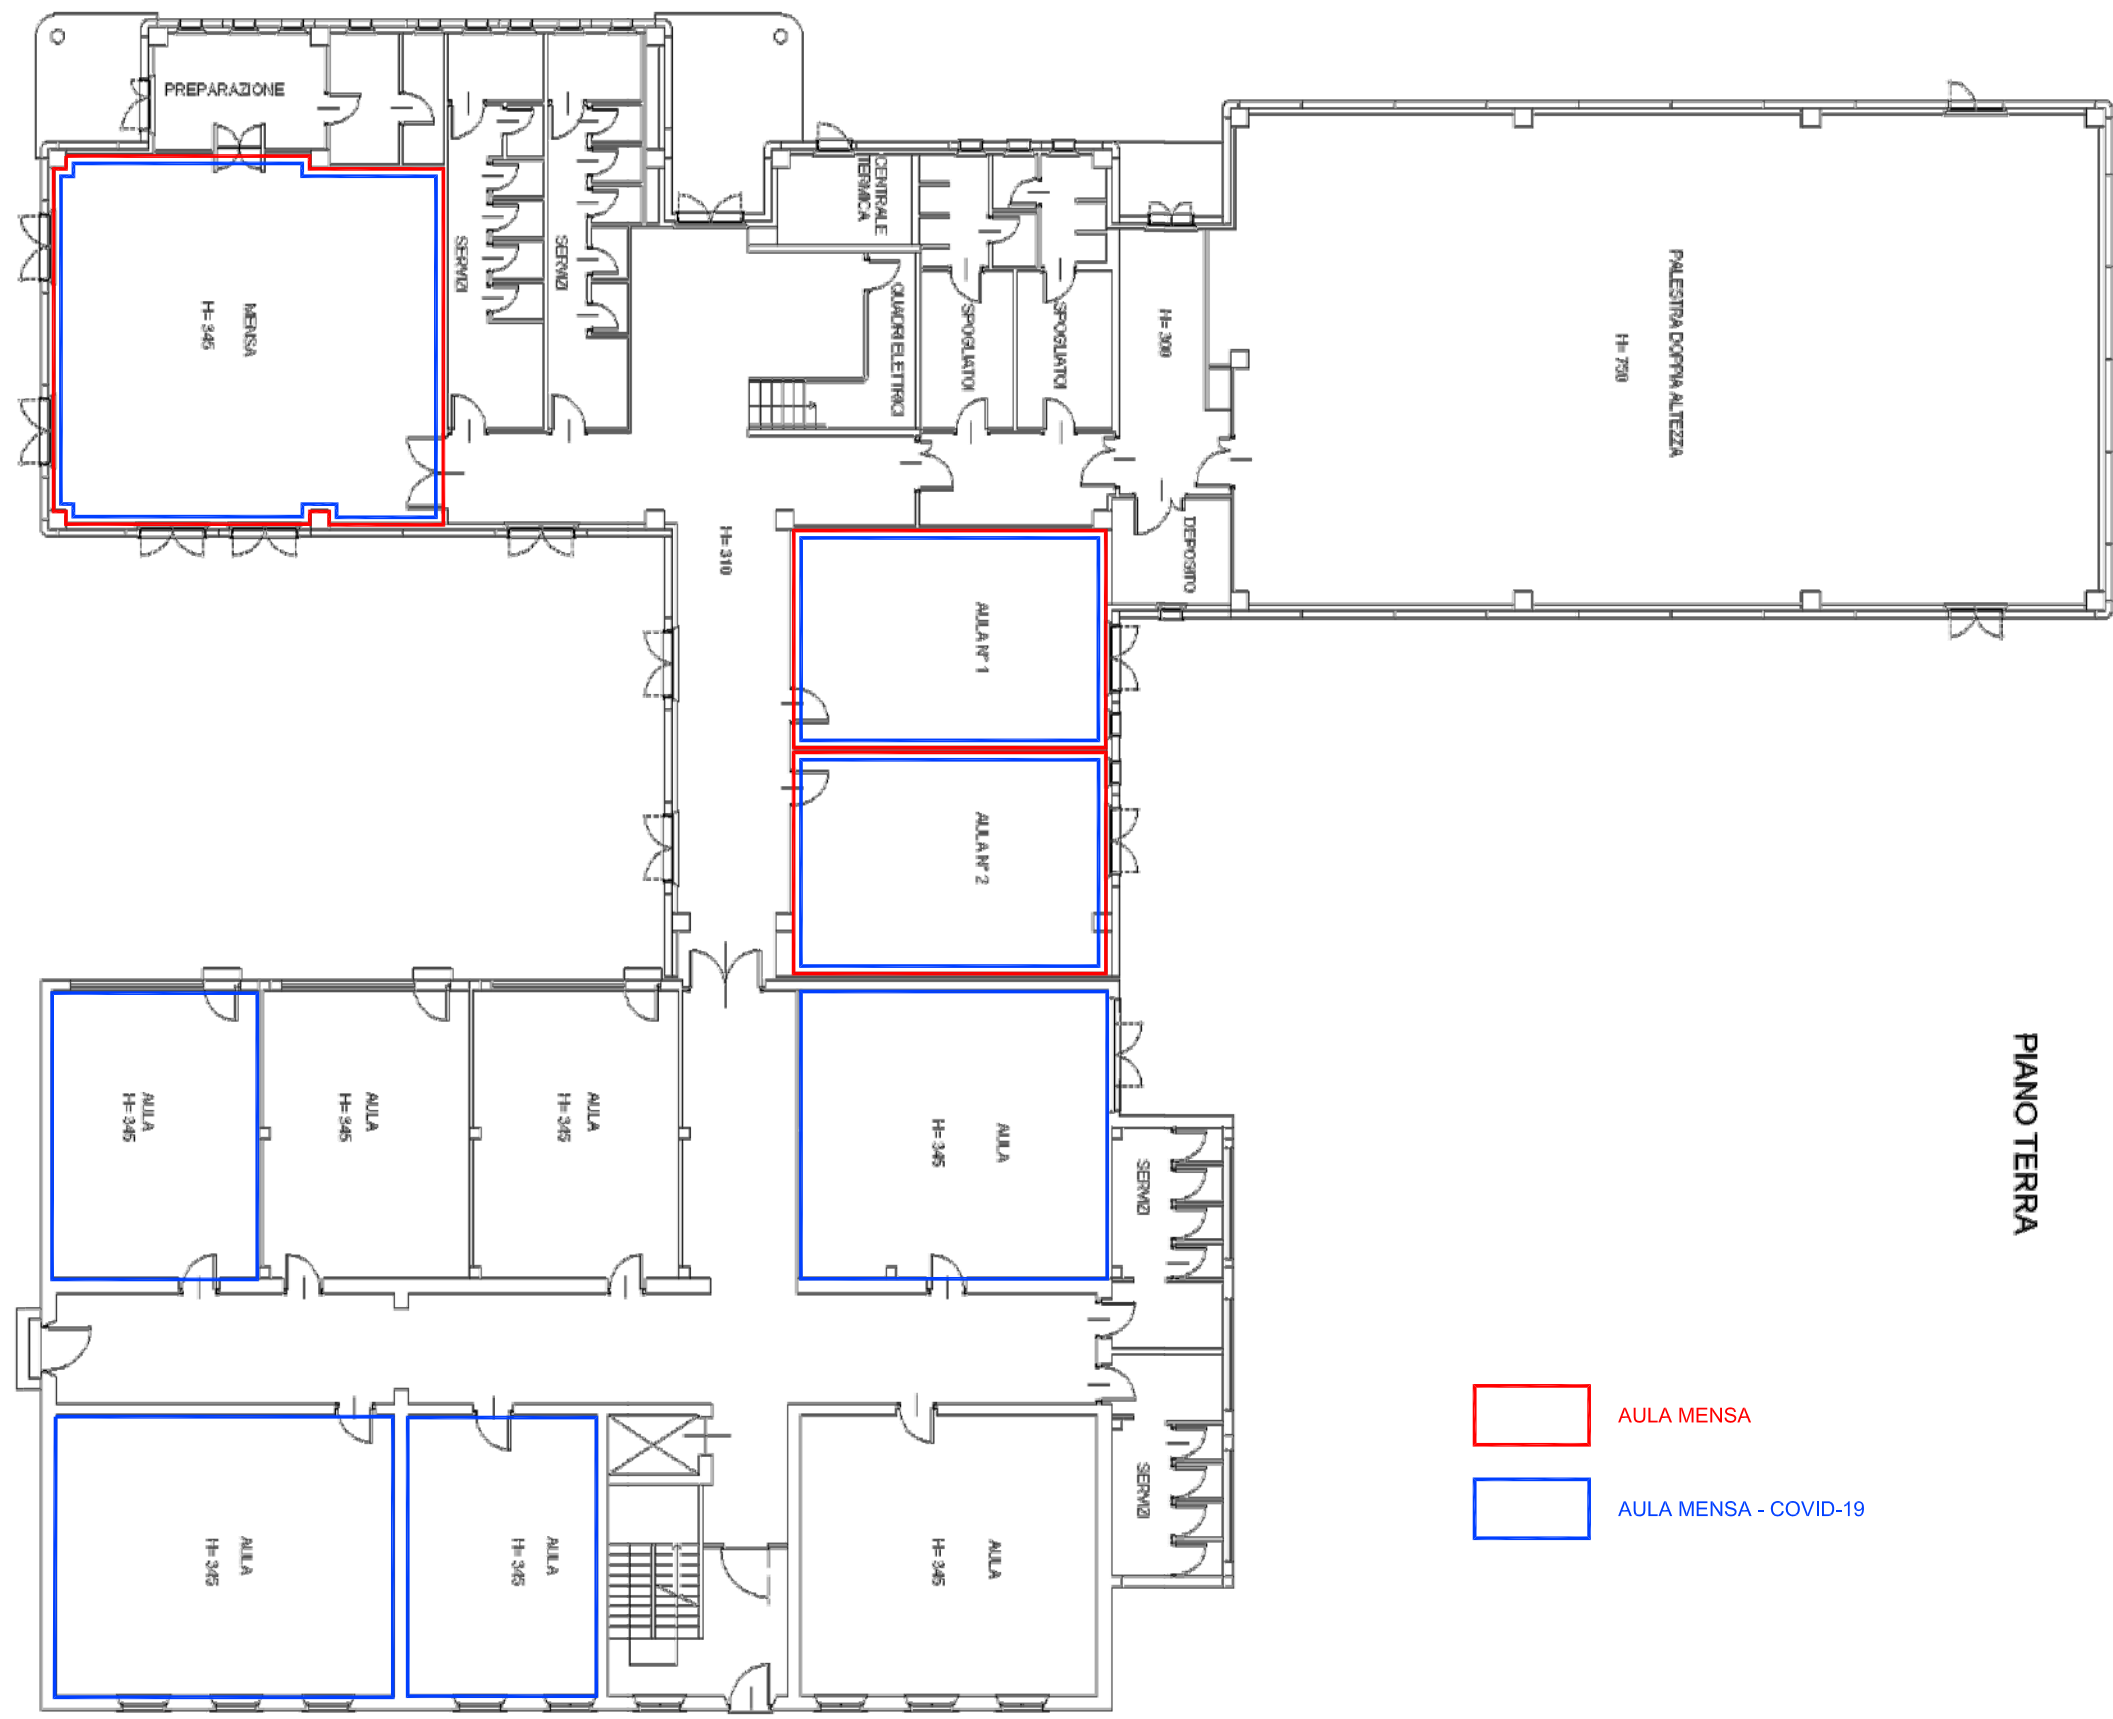 PREPARAZIONE
CENTRALE
TERMICA
SERVIZI
SERVIZI
MENSA
H= 345
QUADRI ELETTRICI
SPOGLIATOI
SPOGLIATOI
H= 300
PALESTRA DOPPIA ALTEZZA
H= 750
H= 310
DEPOSITO
AULA N° 1
AULA N° 2
AULA
H= 345
AULA
H= 345
AULA
H= 345
AULA
H= 345
SERVIZI
PIANO TERRA
AULA
H= 345
AULA
H= 345
AULA
H= 345
SERVIZI
AULA MENSA
AULA MENSA - COVID-19